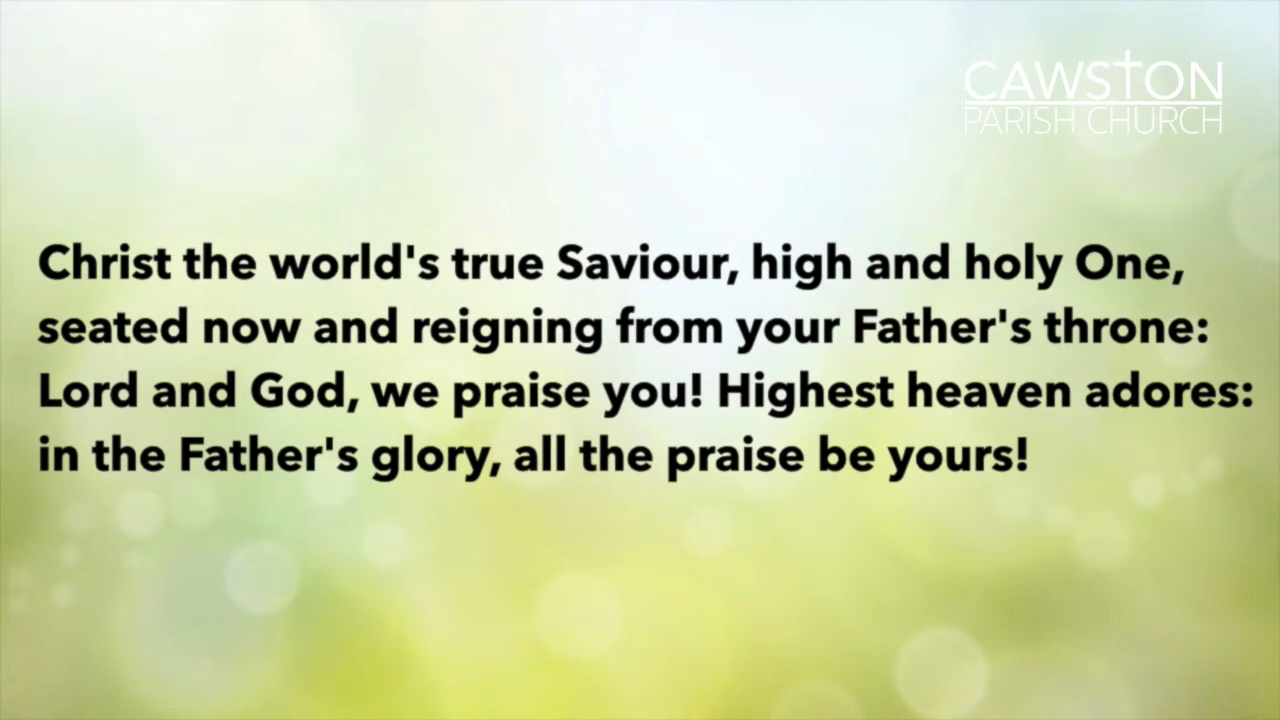 CAWSTON
PARISH CHURCH
Christ the world's true Saviour, high and holy One,
seated now and reigning from your Father's throne:
Lord and God, we praise you! Highest heaven adores:
in the Father's glory, all the praise be yours!